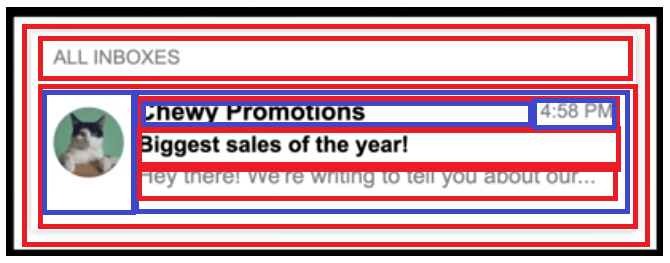 ALL INBOXES
Chewy Promotions 4:58 PM
Biggest sales of the year!
Hey there! We're writing to tell you about our...